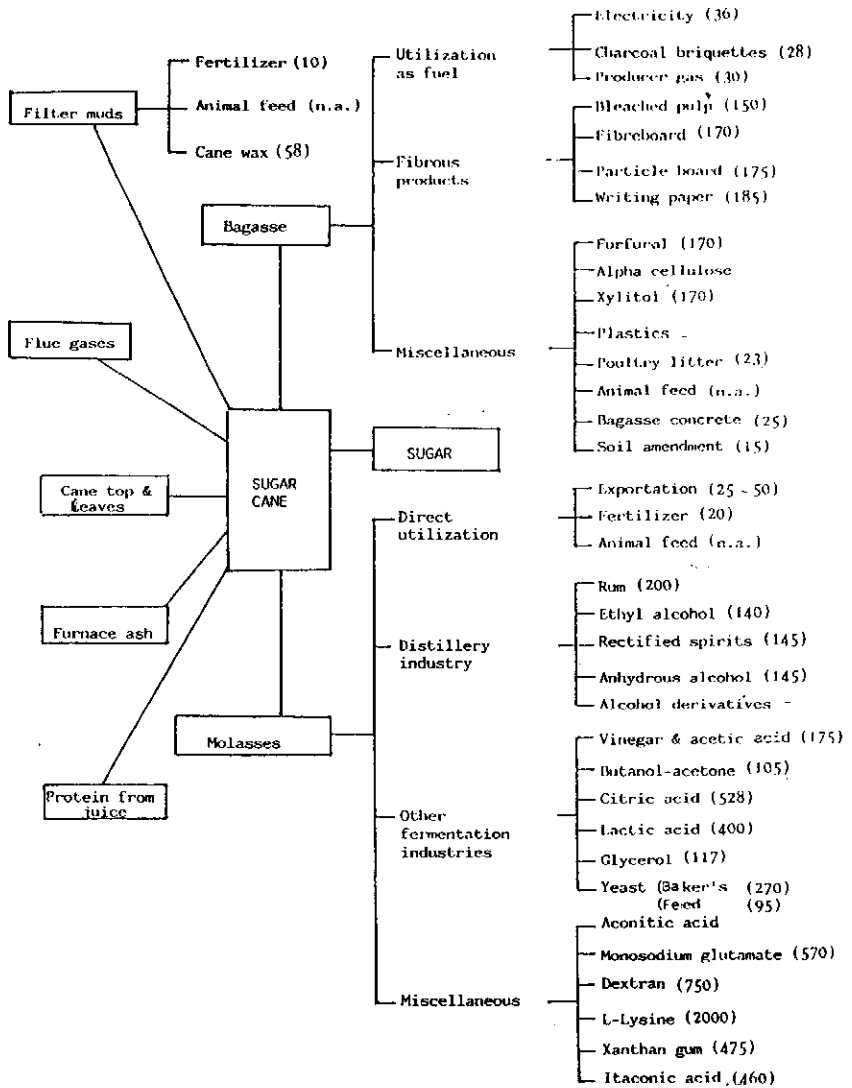 Filter muds
Fertilizer (10)
Animal feed (n.a.)
Cane wax (58)
Bagasse
Utilization
as fuel
Electricity (36)
Charcoal briquettes (28)
Producer gas (30)
Fibrous
products
Bleached pulp (150)
Fibreboard (170)
Particle board (175)
Writing paper (185)
Miscellaneous
Furfural (170)
Alpha cellulose
Xylitol (170)
Plastics -
Poultry litter (23)
Animal feed (n.a.)
Bagasse concrete (25)
Soil amendment (15)
Flue gases
Cane top &
Leaves
Furnace ash
Protein from
juice
SUGAR
CANE
SUGAR
Molasses
Direct
utilization
Exportation (25 - 50)
Fertilizer (20)
Animal feed (n.a.)
Distillery
industry
Rum (200)
Ethyl alcohol (140)
Rectified spirits (145)
Anhydrous alcohol (145)
Alcohol derivatives -
Other
fermentation
industries
Vinegar & acetic acid (175)
Butanol-acetone (105)
Citric acid (528)
Lactic acid (400)
Glycerol (117)
Yeast (Baker's (270)
(Feed (95)
Miscellaneous
Aconitic acid
Monosodium glutamate (570)
Dextran (750)
L-Lysine (2000)
Xanthan gum (475)
Itaconic acid (460)